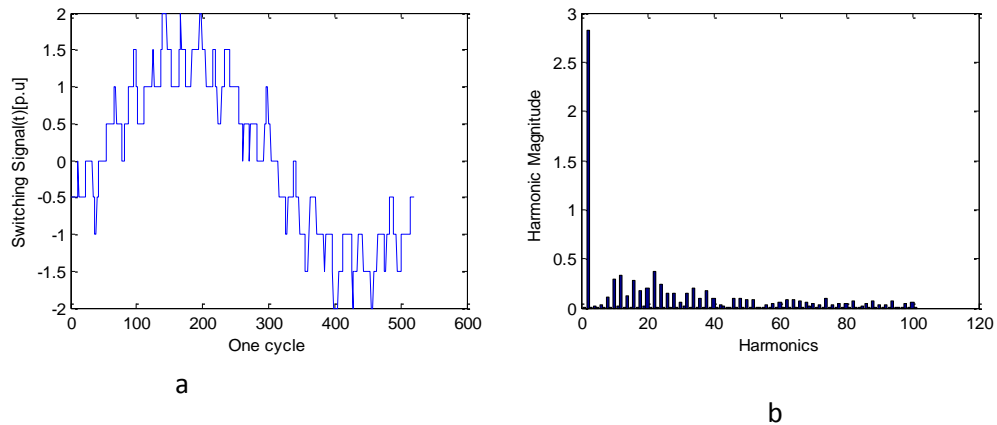 2
1.5
1
0.5
0
-0.5
-1
-1.5
-2
0 100 200 300 400 500 600
Switching Signal(t)[p.u]
One cycle
a
3
2.5
2
1.5
1
0.5
0
0 20 40 60 80 100 120
Harmonic Magnitude
Harmonics
b